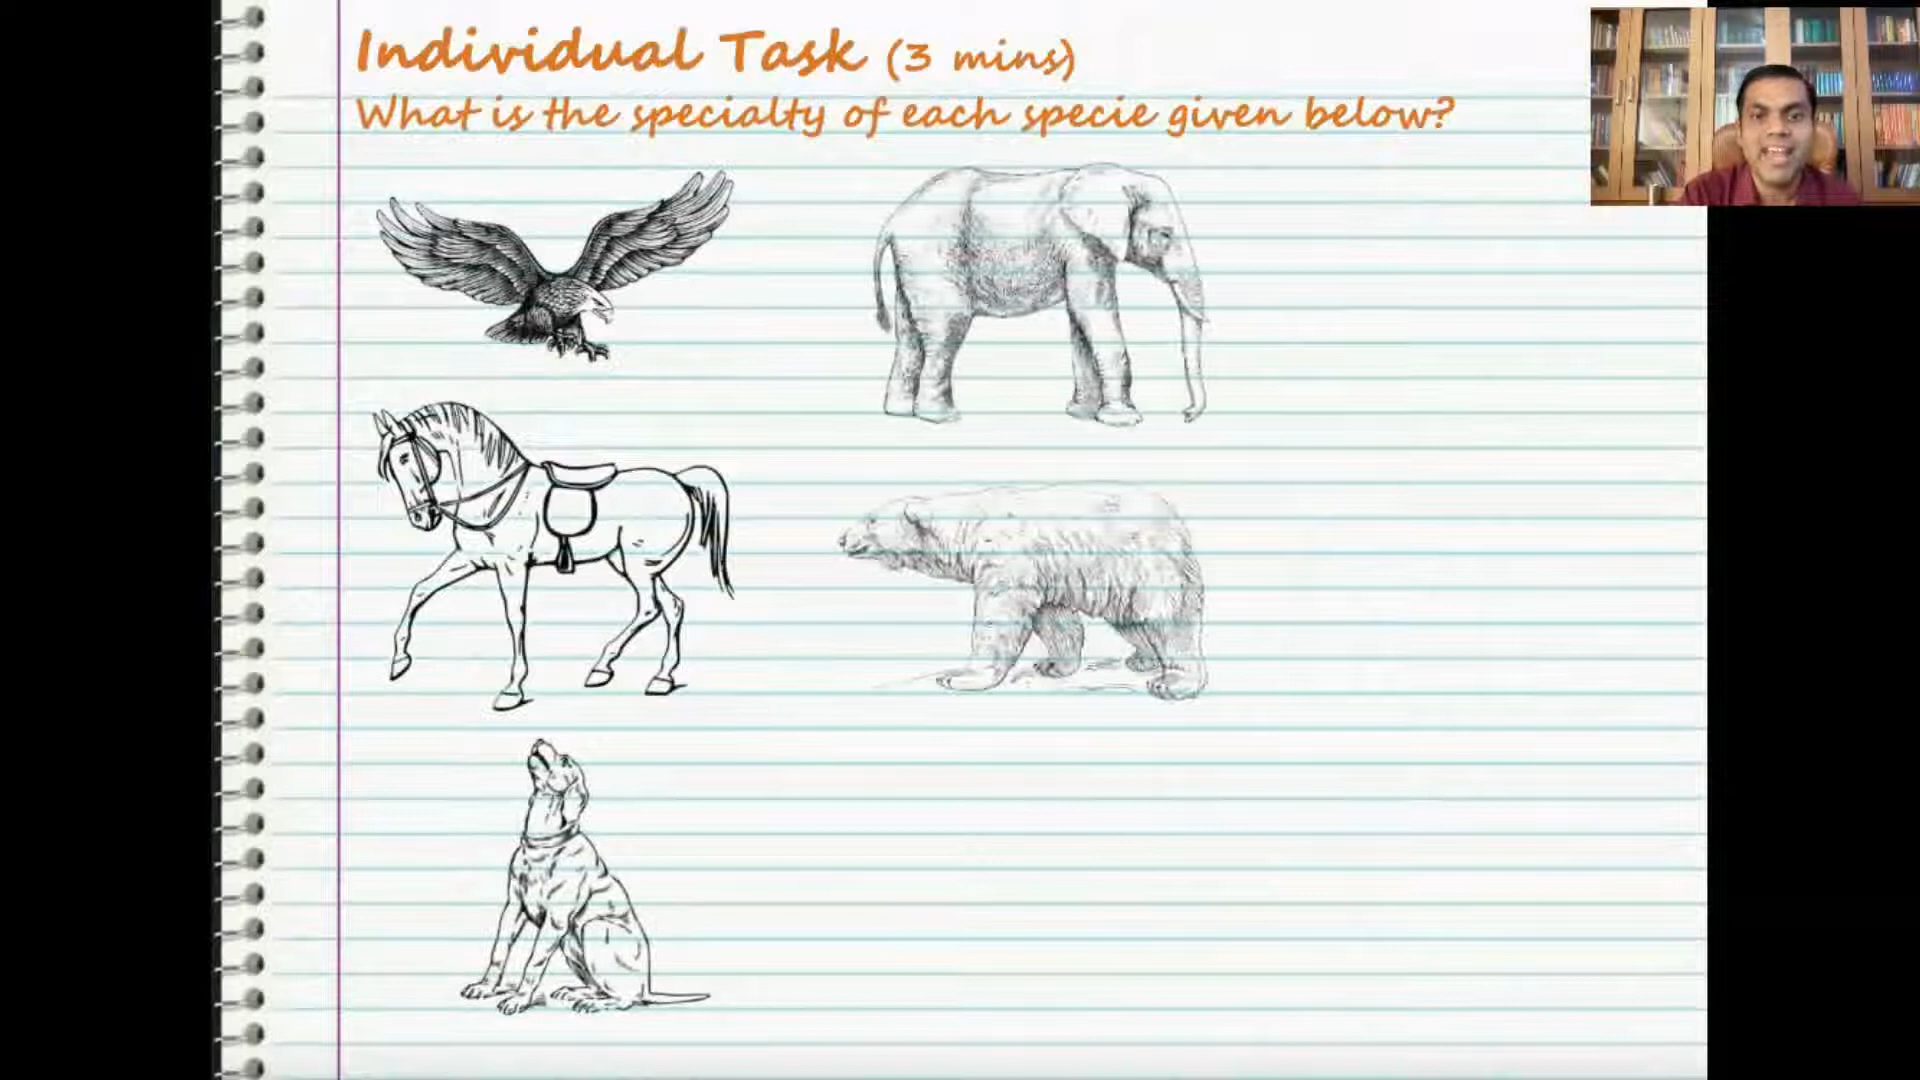 Individual Task (3 mins)
What is the specialty of each specie given below?